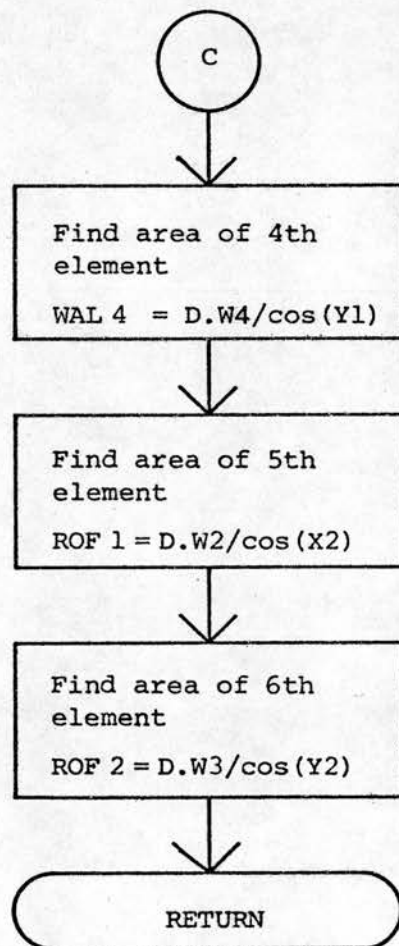 C
Find area of 4th
element
WAL 4 = D.W4/cos(Y1)
Find area of 5th
element
ROF 1 = D.W2/cos(X2)
Find area of 6th
element
ROF 2 = D.W3/cos(Y2)
RETURN